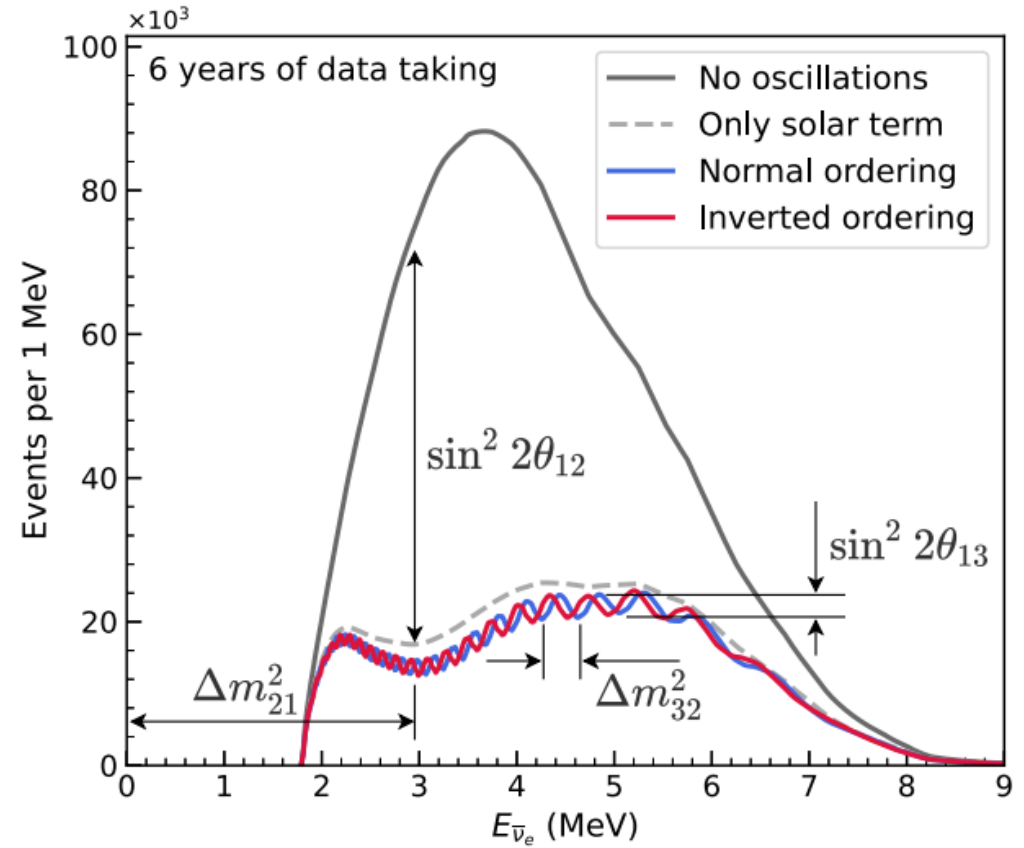 ×10³
100
80
60
40
20
0
Events per 1 MeV
6 years of data taking
No oscillations
Only solar term
Normal ordering
Inverted ordering
sin² 2θ₁₂
sin² 2θ₁₃
Δm²₂₁
Δm²₃₂
0 1 2 3 4 5 6 7 8 9
E_ν̅ₑ (MeV)